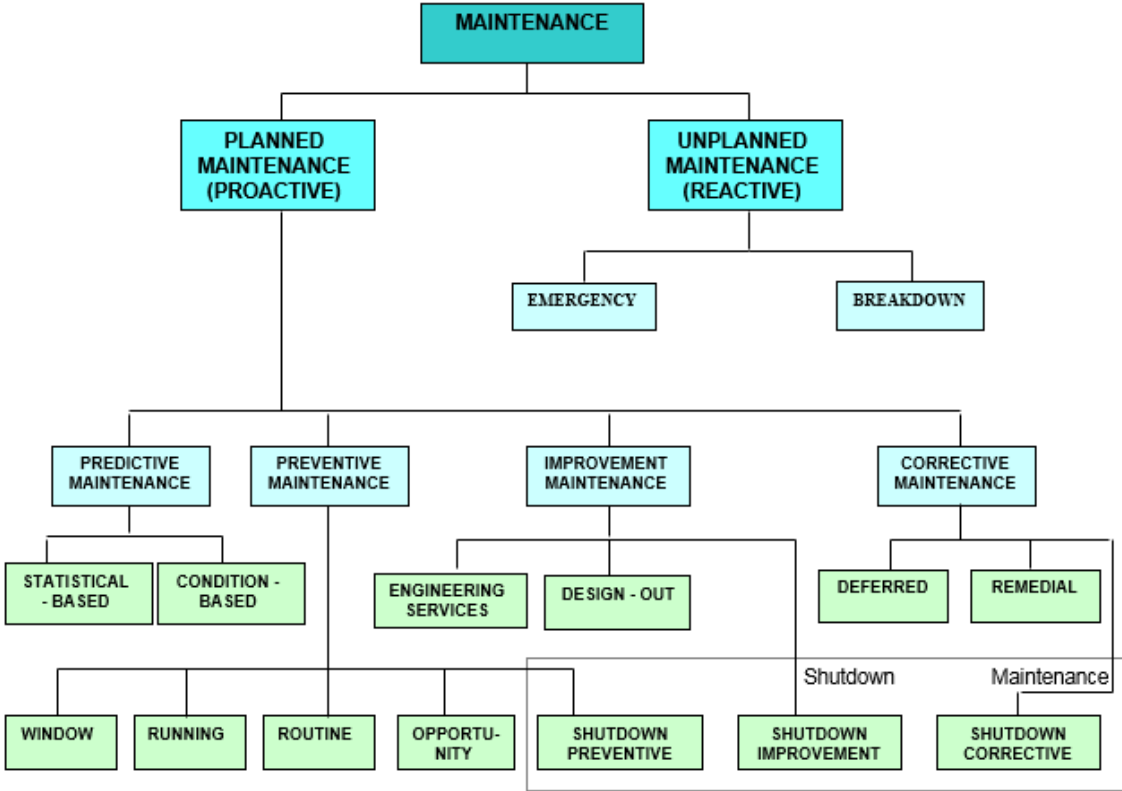 MAINTENANCE
PLANNED
MAINTENANCE
(PROACTIVE)
UNPLANNED
MAINTENANCE
(REACTIVE)
EMERGENCY
BREAKDOWN
PREDICTIVE
MAINTENANCE
PREVENTIVE
MAINTENANCE
IMPROVEMENT
MAINTENANCE
CORRECTIVE
MAINTENANCE
STATISTICAL
- BASED
CONDITION -
BASED
ENGINEERING
SERVICES
DESIGN - OUT
DEFERRED
REMEDIAL
Shutdown Maintenance
WINDOW
RUNNING
ROUTINE
OPPORTU-
NITY
SHUTDOWN
PREVENTIVE
SHUTDOWN
IMPROVEMENT
SHUTDOWN
CORRECTIVE